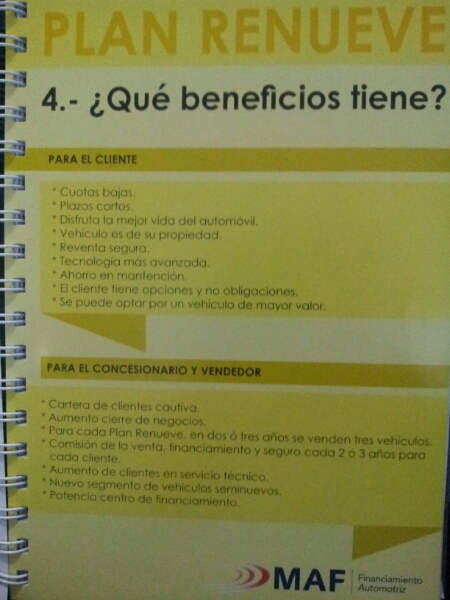 PLAN RENUEVE
4.- ¿Qué beneficios tiene?
PARA EL CLIENTE
* Cuotas bajas.
* Plazos cortos.
* Disfruta la mejor vida del automóvil.
* Vehículo es de su propiedad.
* Reventa segura.
* Tecnología más avanzada.
* Ahorro en mantención.
* El cliente tiene opciones y no obligaciones.
* Se puede optar por un vehículo de mayor valor.
PARA EL CONCESIONARIO Y VENDEDOR
* Cartera de clientes cautiva.
* Aumento cierre de negocios.
* Para cada Plan Renueve, en dos ó tres años se venden tres vehículos.
* Comisión de la venta, financiamiento y seguro cada 2 ó 3 años para
cada cliente.
* Aumento de clientes en servicio técnico.
* Nuevo segmento de vehículos seminuevos.
* Potencia centro de financiamiento.
MAF
Financiamiento
Automotriz